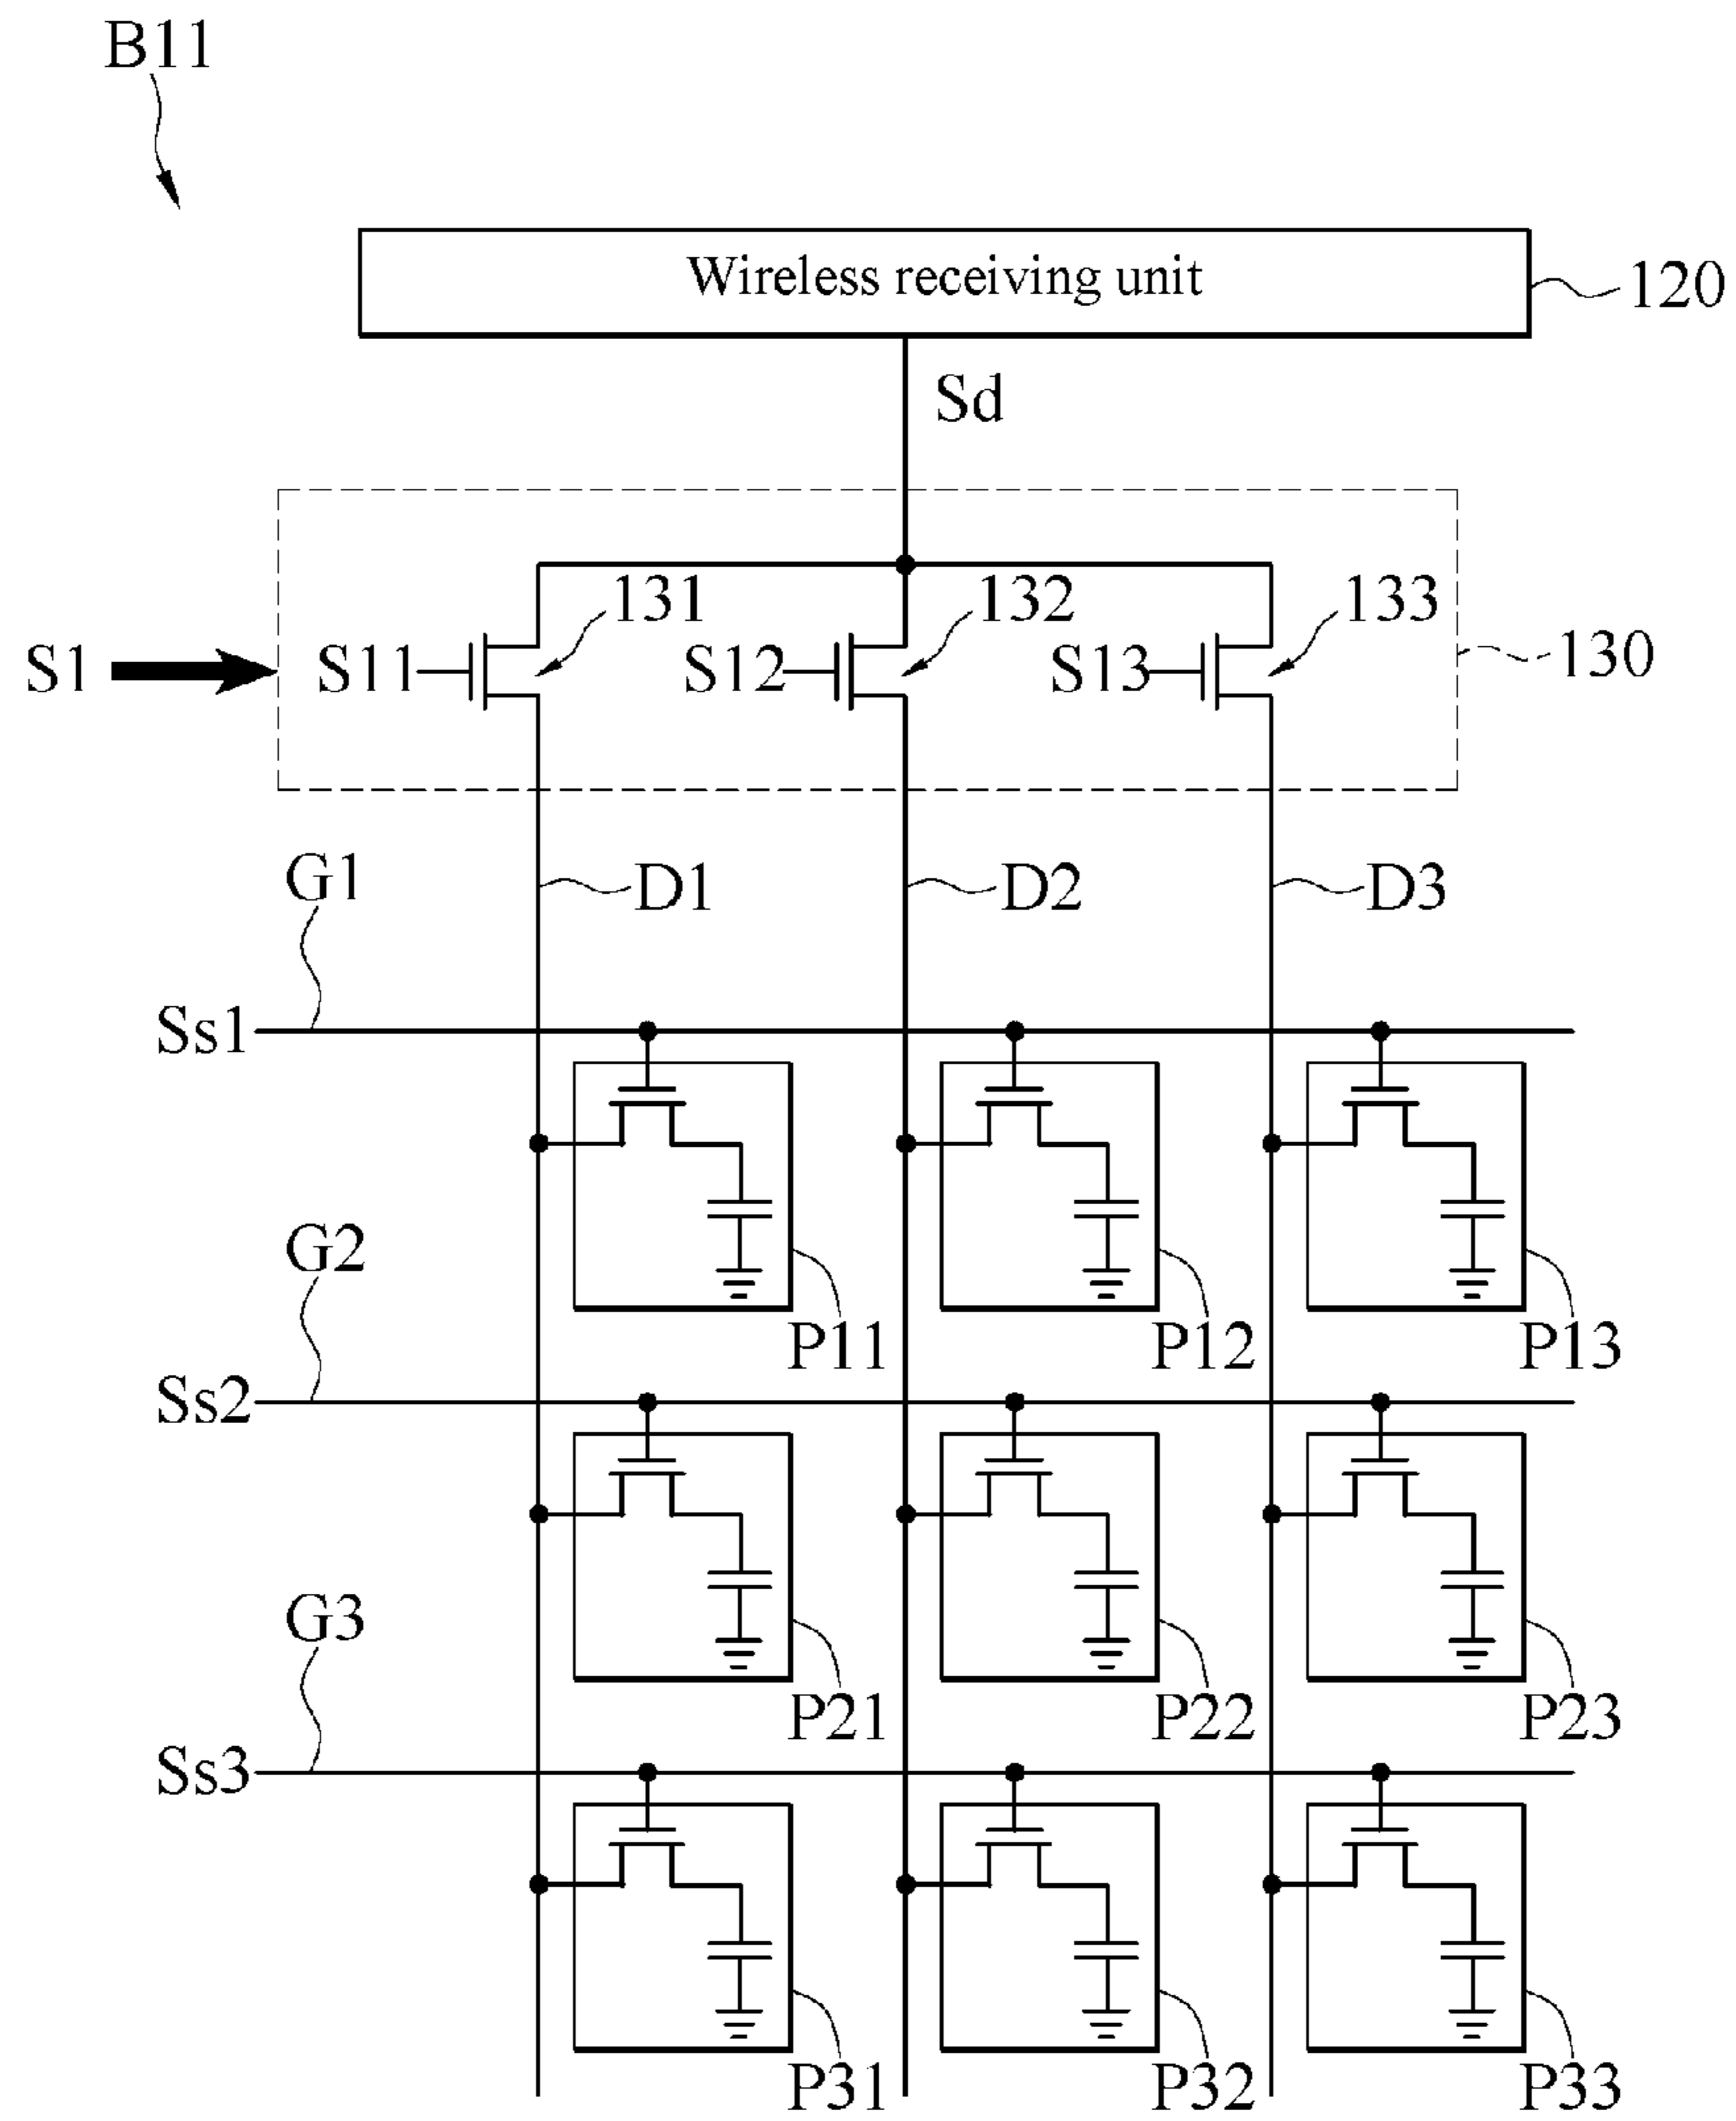 B11
Wireless receiving unit
120
Sd
131
132
133
S1
S11
S12
S13
130
G1
D1
D2
D3
Ss1
P11
P12
P13
G2
Ss2
P21
P22
P23
G3
Ss3
P31
P32
P33